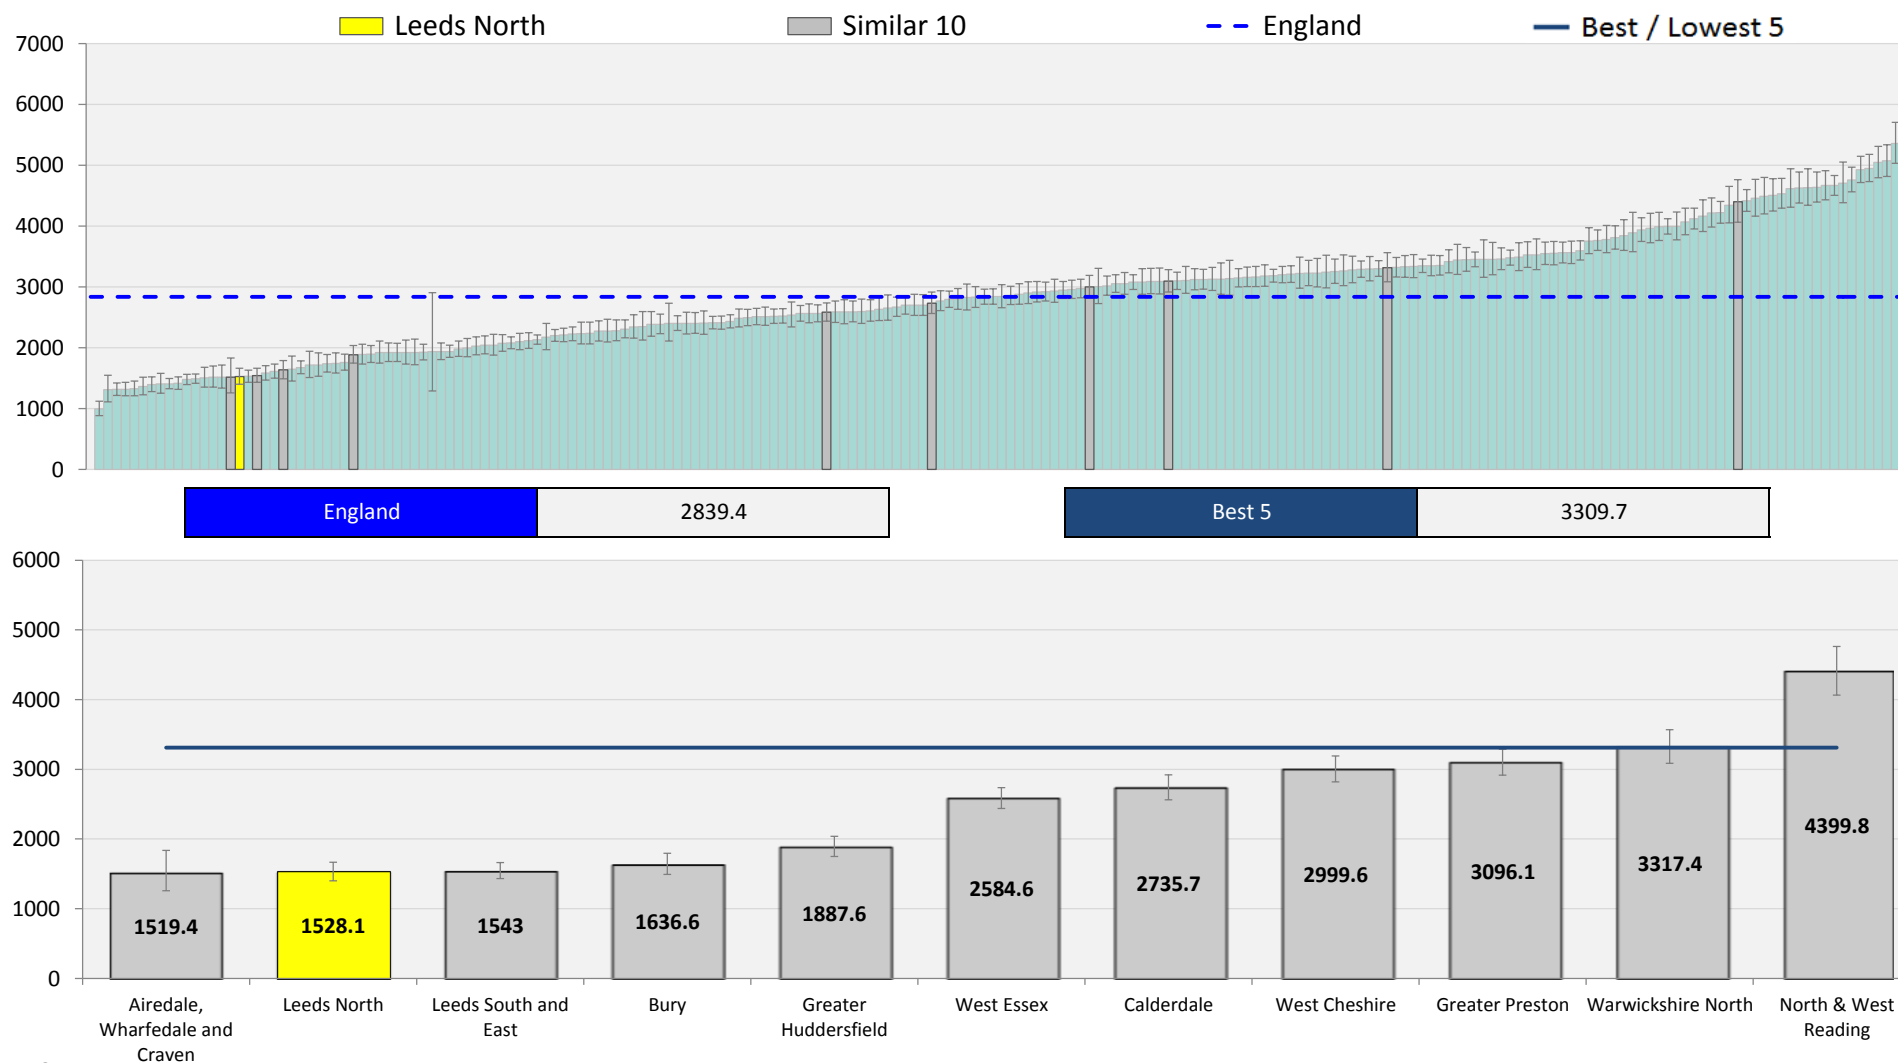 Leeds North
Similar 10
England
Best / Lowest 5
7000
6000
5000
4000
3000
2000
1000
0
England 2839.4 Best 5 3309.7
6000
5000
4000
3000
2000
1000
0
1519.4
1528.1
1543
1636.6
1887.6
2584.6
2735.7
2999.6
3096.1
3317.4
4399.8
Airedale,
Wharfedale and
Craven
Leeds North
Leeds South and
East
Bury
Greater
Huddersfield
West Essex
Calderdale
West Cheshire
Greater Preston
Warwickshire North
North & West
Reading